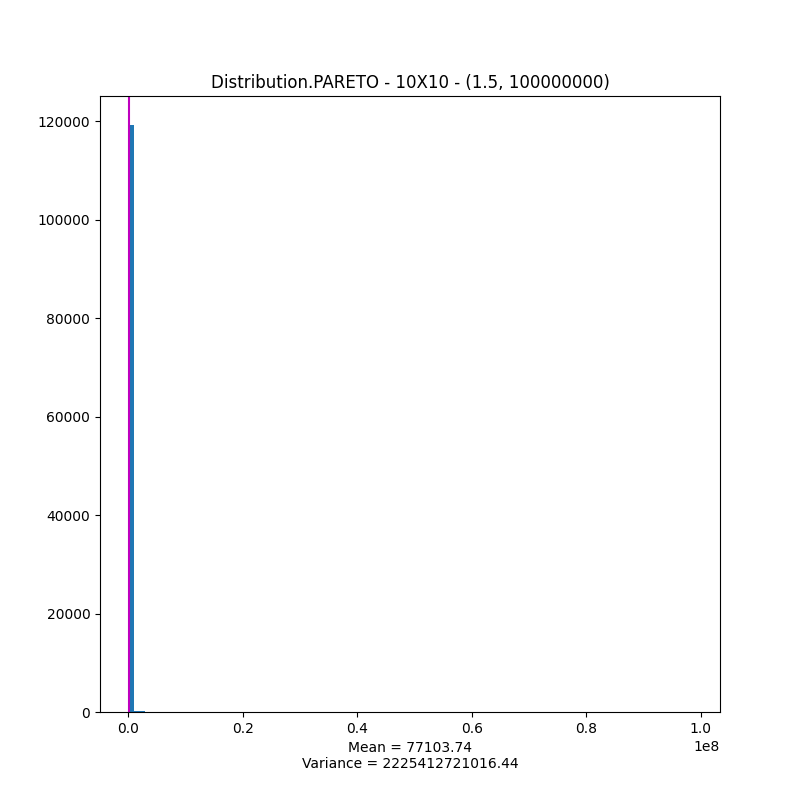 Distribution.PARETO - 10X10 - (1.5, 100000000)
120000
100000
80000
60000
40000
20000
0
0.0 0.2 0.4 0.6 0.8 1.0
1e8
Mean = 77103.74
Variance = 2225412721016.44